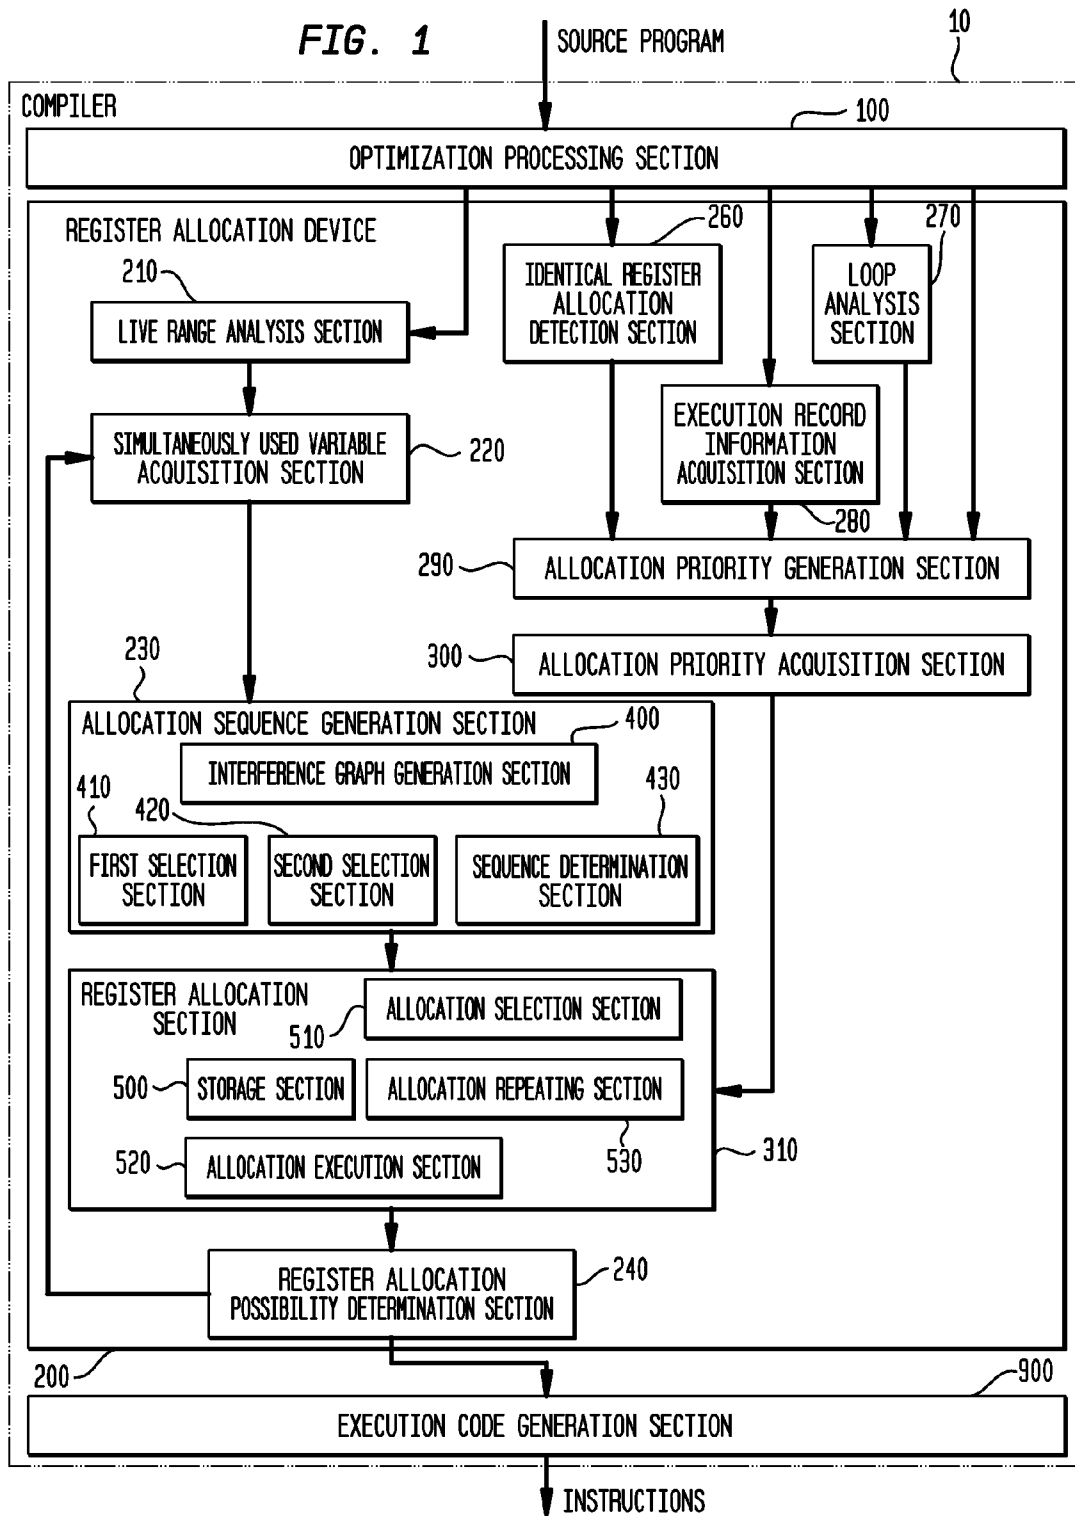 FIG. 1
SOURCE PROGRAM
10
COMPILER
100
OPTIMIZATION PROCESSING SECTION
REGISTER ALLOCATION DEVICE
260
270
210
IDENTICAL REGISTER
ALLOCATION
DETECTION SECTION
LOOP
ANALYSIS
SECTION
LIVE RANGE ANALYSIS SECTION
EXECUTION RECORD
INFORMATION
ACQUISITION SECTION
SIMULTANEOUSLY USED VARIABLE
ACQUISITION SECTION
220
280
290
ALLOCATION PRIORITY GENERATION SECTION
230
300
ALLOCATION PRIORITY ACQUISITION SECTION
ALLOCATION SEQUENCE GENERATION SECTION
400
INTERFERENCE GRAPH GENERATION SECTION
410
420
430
FIRST SELECTION
SECTION
SECOND SELECTION
SECTION
SEQUENCE DETERMINATION
SECTION
REGISTER ALLOCATION
SECTION
ALLOCATION SELECTION SECTION
510
500
STORAGE SECTION
ALLOCATION REPEATING SECTION
520
ALLOCATION EXECUTION SECTION
530
310
REGISTER ALLOCATION
POSSIBILITY DETERMINATION SECTION
240
200
900
EXECUTION CODE GENERATION SECTION
INSTRUCTIONS